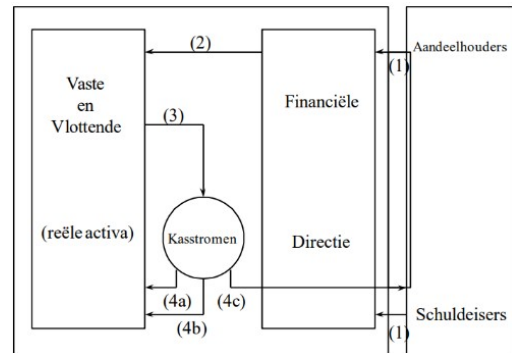 (2)
(1)
Aandeelhouders
Vaste
en
Vlottende
Financiële
(3)
(reële activa)
Kasstromen
Directie
(4a)
(4b)
(4c)
Schuldeisers
(1)